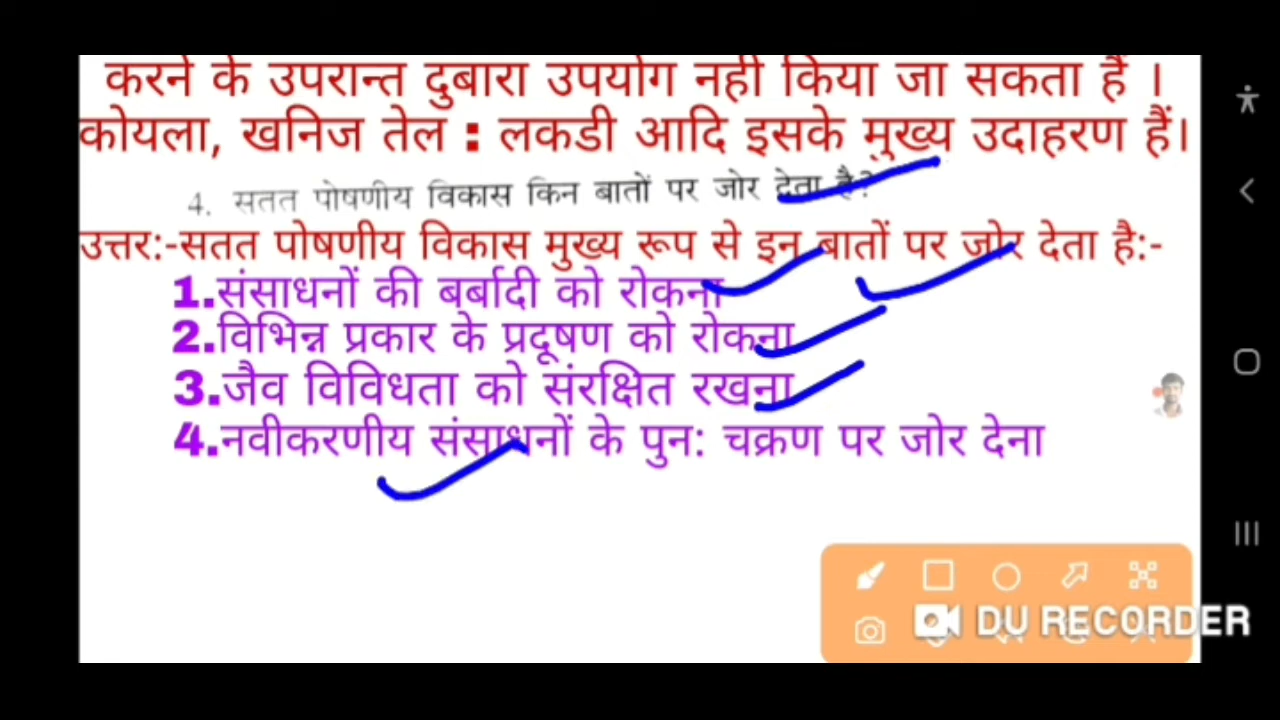 करने के उपरान्त दुबारा उपयोग नही किया जा सकता है ।
कोयला, खनिज तेल : लकडी आदि इसके मुख्य उदाहरण हैं।
4. सतत पोषणीय विकास किन बातों पर जोर देता है?
उत्तर:-सतत पोषणीय विकास मुख्य रूप से इन बातों पर जोर देता है:-
1.संसाधनों की बर्बादी को रोकना
2.विभिन्न प्रकार के प्रदूषण को रोकना
3.जैव विविधता को संरक्षित रखना
4.नवीकरणीय संसाधनों के पुन: चक्रण पर जोर देना
DU RECORDER